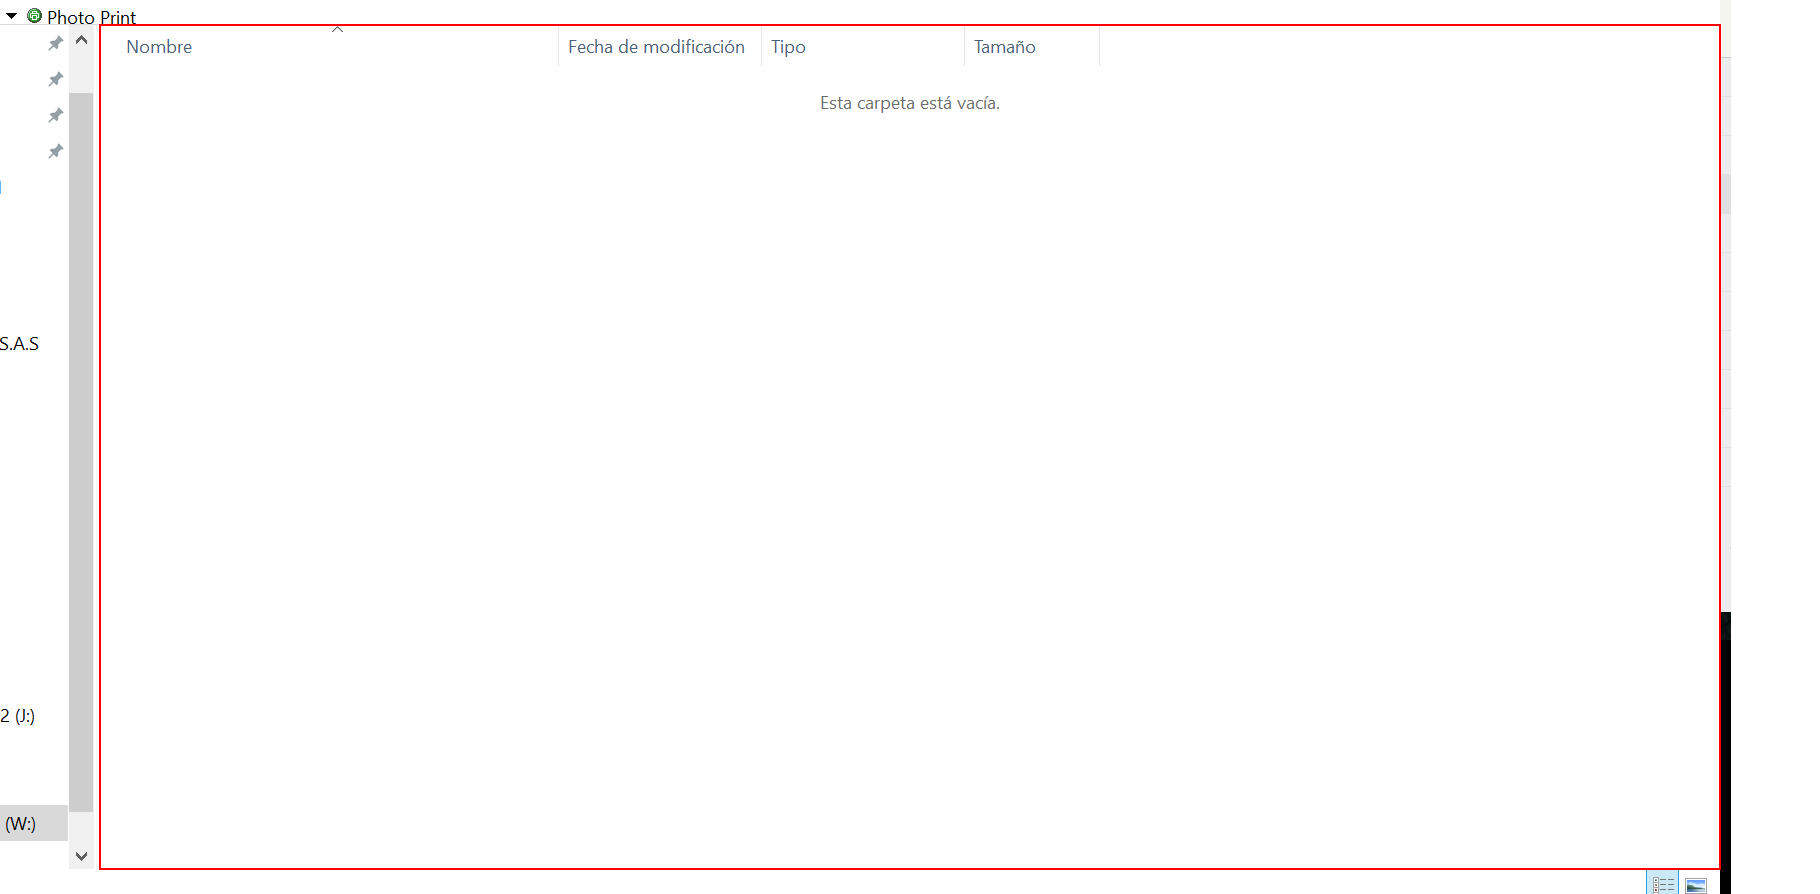 Photo Print
Nombre
Fecha de modificación
Tipo
Tamaño
Esta carpeta está vacía.
S.A.S
2 (J:)
(W:)